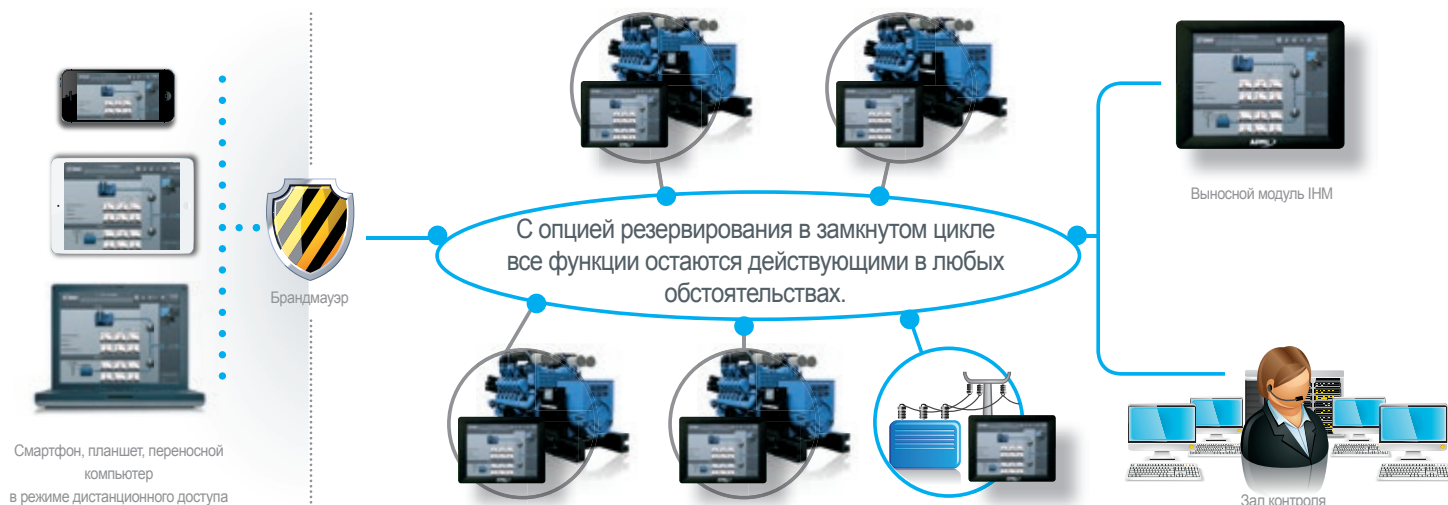 Выносной модуль IHM
С опцией резервирования в замкнутом цикле
все функции остаются действующими в любых
обстоятельствах.
Брандмауэр
Смартфон, планшет, переносной
компьютер
в режиме дистанционного доступа
Зал контроля